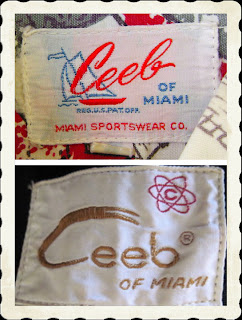 Ceeb
OF
MIAMI
REG. U.S. PAT. OFF.
MIAMI SPORTSWEAR CO.
C
Ceeb®
OF MIAMI